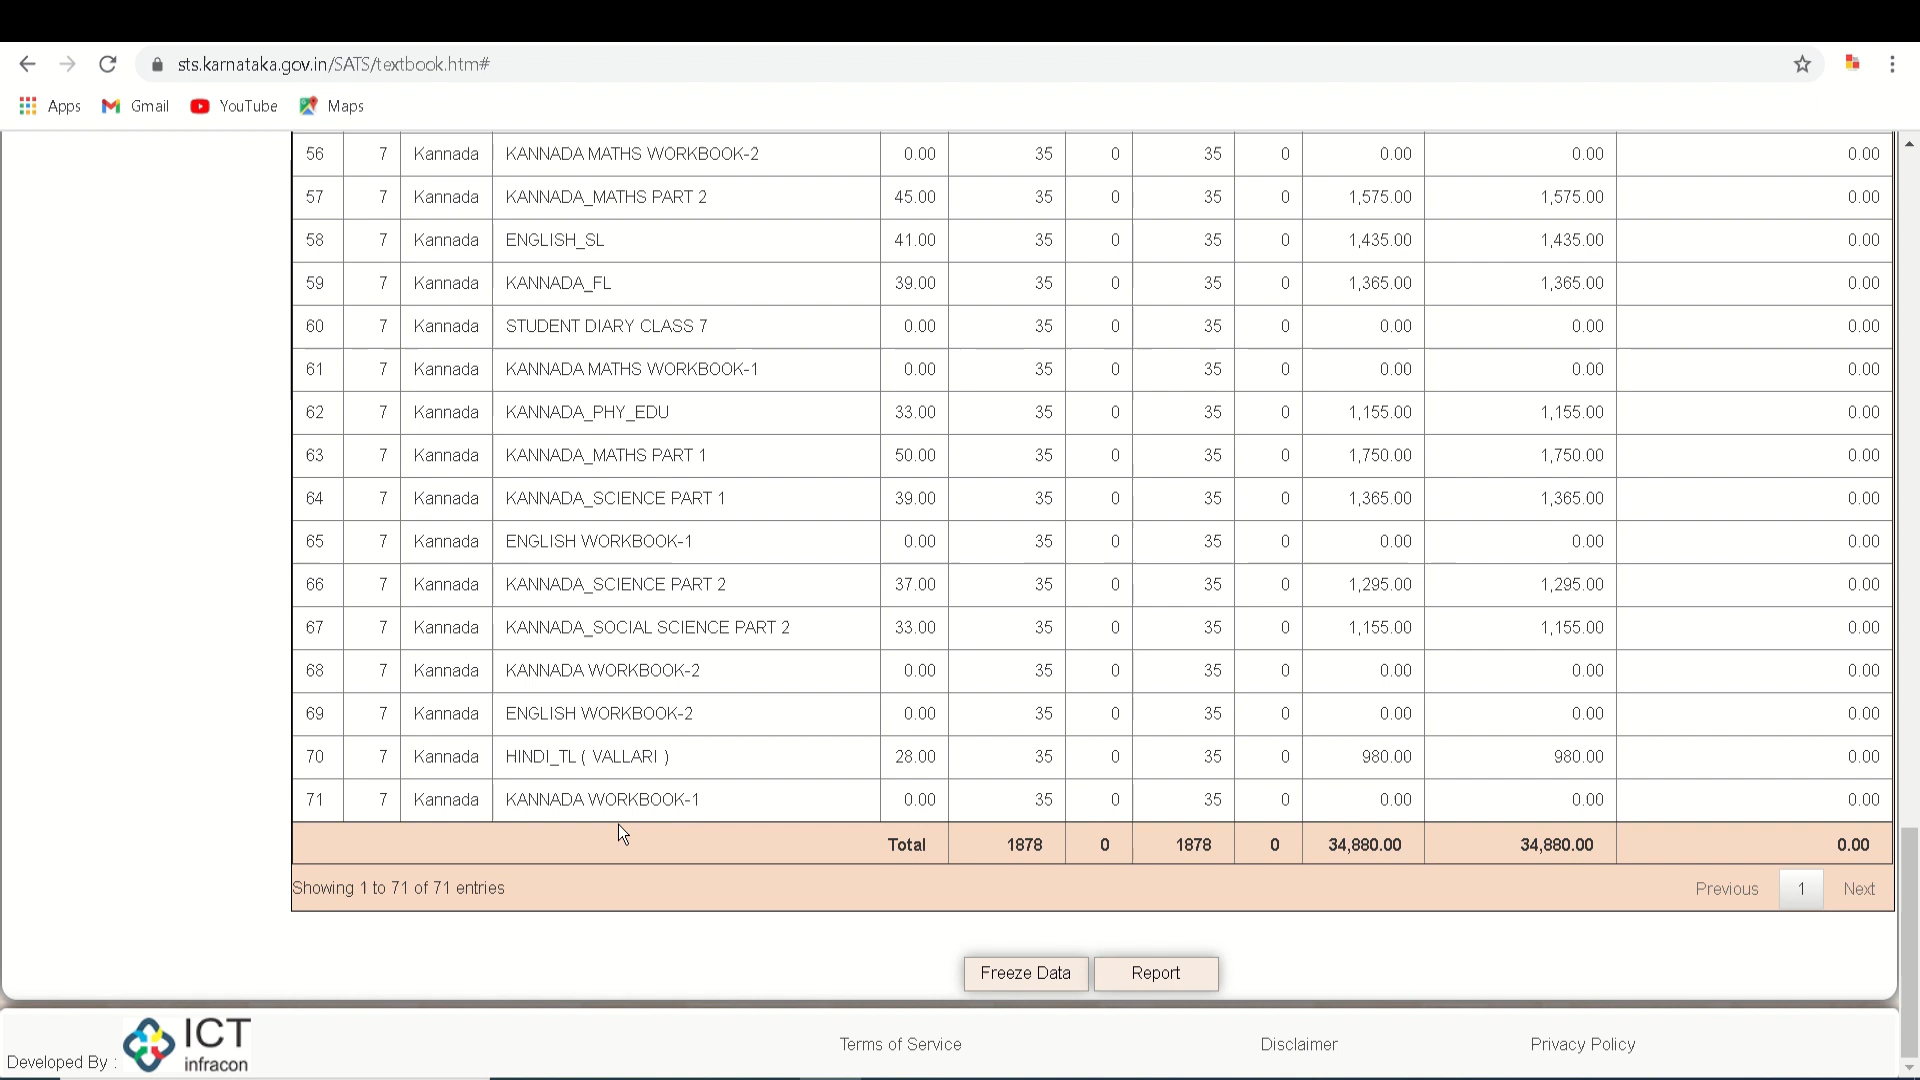 sts.karnataka.gov.in/SATS/textbook.htm#
Apps Gmail YouTube Maps
56 7 Kannada KANNADA MATHS WORKBOOK-2 0.00 35 0 35 0 0.00 0.00 0.00
57 7 Kannada KANNADA_MATHS PART 2 45.00 35 0 35 0 1,575.00 1,575.00 0.00
58 7 Kannada ENGLISH_SL 41.00 35 0 35 0 1,435.00 1,435.00 0.00
59 7 Kannada KANNADA_FL 39.00 35 0 35 0 1,365.00 1,365.00 0.00
60 7 Kannada STUDENT DIARY CLASS 7 0.00 35 0 35 0 0.00 0.00 0.00
61 7 Kannada KANNADA MATHS WORKBOOK-1 0.00 35 0 35 0 0.00 0.00 0.00
62 7 Kannada KANNADA_PHY_EDU 33.00 35 0 35 0 1,155.00 1,155.00 0.00
63 7 Kannada KANNADA_MATHS PART 1 50.00 35 0 35 0 1,750.00 1,750.00 0.00
64 7 Kannada KANNADA_SCIENCE PART 1 39.00 35 0 35 0 1,365.00 1,365.00 0.00
65 7 Kannada ENGLISH WORKBOOK-1 0.00 35 0 35 0 0.00 0.00 0.00
66 7 Kannada KANNADA_SCIENCE PART 2 37.00 35 0 35 0 1,295.00 1,295.00 0.00
67 7 Kannada KANNADA_SOCIAL SCIENCE PART 2 33.00 35 0 35 0 1,155.00 1,155.00 0.00
68 7 Kannada KANNADA WORKBOOK-2 0.00 35 0 35 0 0.00 0.00 0.00
69 7 Kannada ENGLISH WORKBOOK-2 0.00 35 0 35 0 0.00 0.00 0.00
70 7 Kannada HINDI_TL ( VALLARI ) 28.00 35 0 35 0 980.00 980.00 0.00
71 7 Kannada KANNADA WORKBOOK-1 0.00 35 0 35 0 0.00 0.00 0.00
Total 1878 0 1878 0 34,880.00 34,880.00 0.00
Showing 1 to 71 of 71 entries Previous 1 Next
Freeze Data Report
Developed By : ICT infracon Terms of Service Disclaimer Privacy Policy